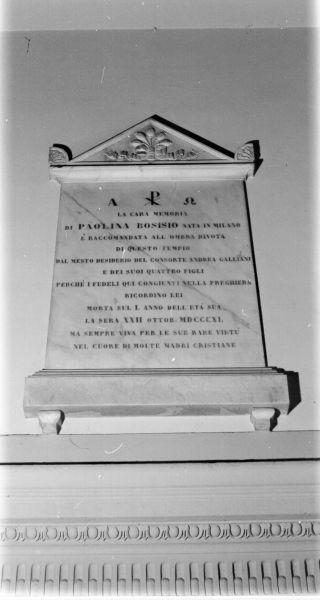 A ☧ Ω
LA CARA MEMORIA
DI PAOLINA BOSISIO NATA IN MILANO
È RACCOMANDATA ALL OMBRA DIVOTA
DI QUESTO TEMPIO
DAL MESTO DESIDERIO DEL CONSORTE ANDREA GALLIANI
E DEI SUOI QUATTRO FIGLI
PERCHÈ I FEDELI QUI CONGIUNTI NELLA PREGHIERA
RICORDINO LEI
MORTA SUL L ANNO DELL ETÀ SUA
LA SERA XXII OTTOB. MDCCCXL
MA SEMPRE VIVA PER LE SUE RARE VIRTÙ
NEL CUORE DI MOLTE MADRI CRISTIANE